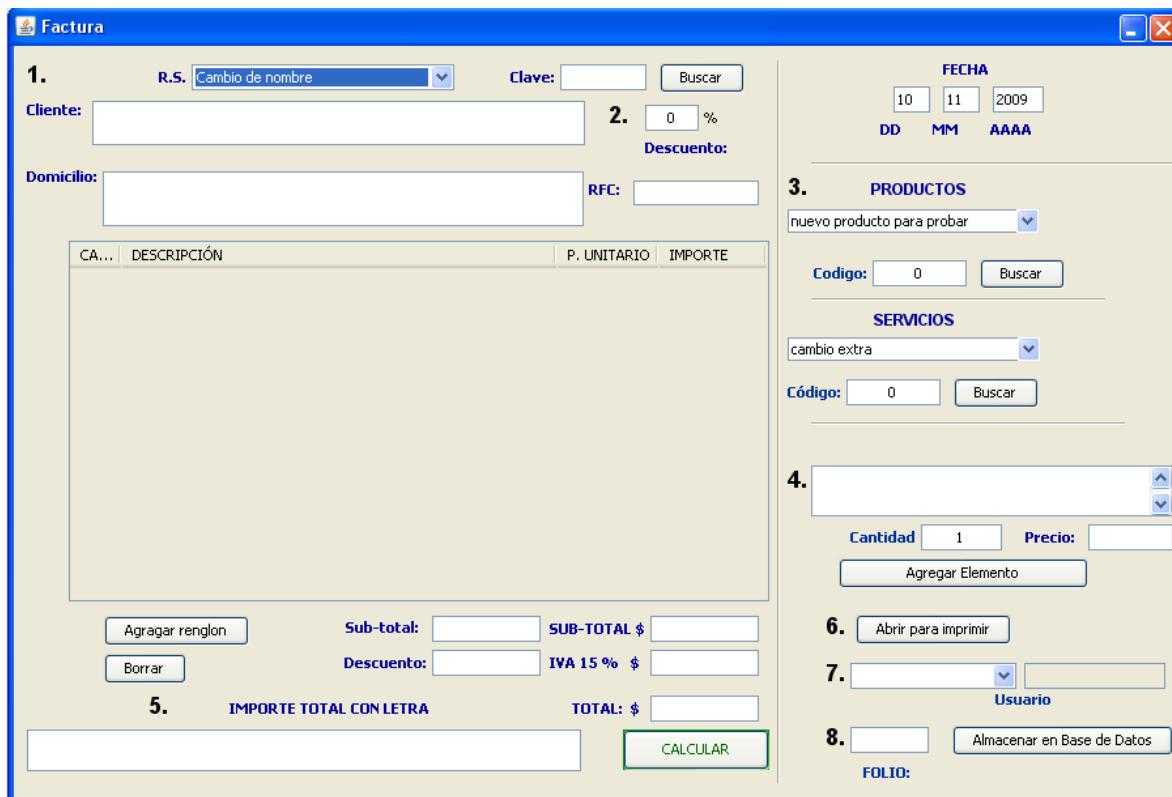 Factura
1. R.S. Cambio de nombre Clave: Buscar
Cliente:
2. 0 %
Descuento:
Domicilio:
RFC:
CA... DESCRIPCIÓN P. UNITARIO IMPORTE
Agragar renglon
Borrar
Sub-total: SUB-TOTAL $
Descuento: IVA 15 % $
5. IMPORTE TOTAL CON LETRA TOTAL: $
CALCULAR
FECHA
10 11 2009
DD MM AAAA
3. PRODUCTOS
nuevo producto para probar
Codigo: 0 Buscar
SERVICIOS
cambio extra
Código: 0 Buscar
4.
Cantidad 1 Precio:
Agregar Elemento
6. Abrir para imprimir
7.
Usuario
8. Almacenar en Base de Datos
FOLIO: